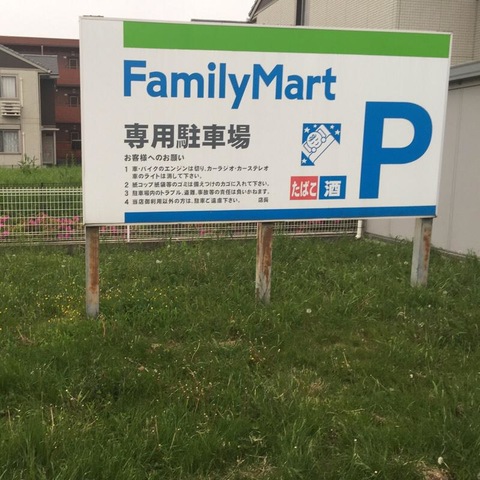 FamilyMart
専用駐車場
お客様へのお願い
1 車・バイクのエンジンは切り、カーラジオ・カーステレオ
車のライトは消して下さい。
2 紙コップ紙袋等のゴミは備えつけのカゴに入れて下さい。
3 駐車場内のトラブル、盗難、事故等の責任は負いかねます。
4 当店御利用以外の方は、駐車ご遠慮下さい。 店長
たばこ 酒
P